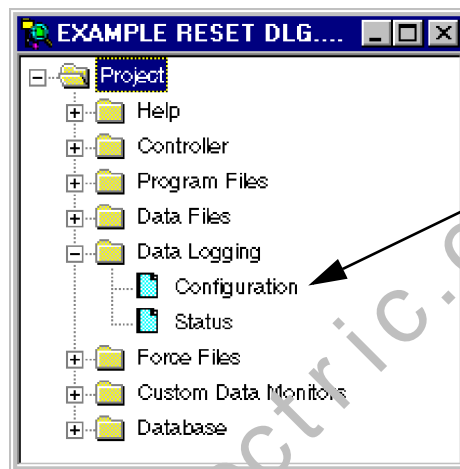 EXAMPLE RESET DLG....
Project
Help
Controller
Program Files
Data Files
Data Logging
Configuration
Status
Force Files
Custom Data Monitors
Database